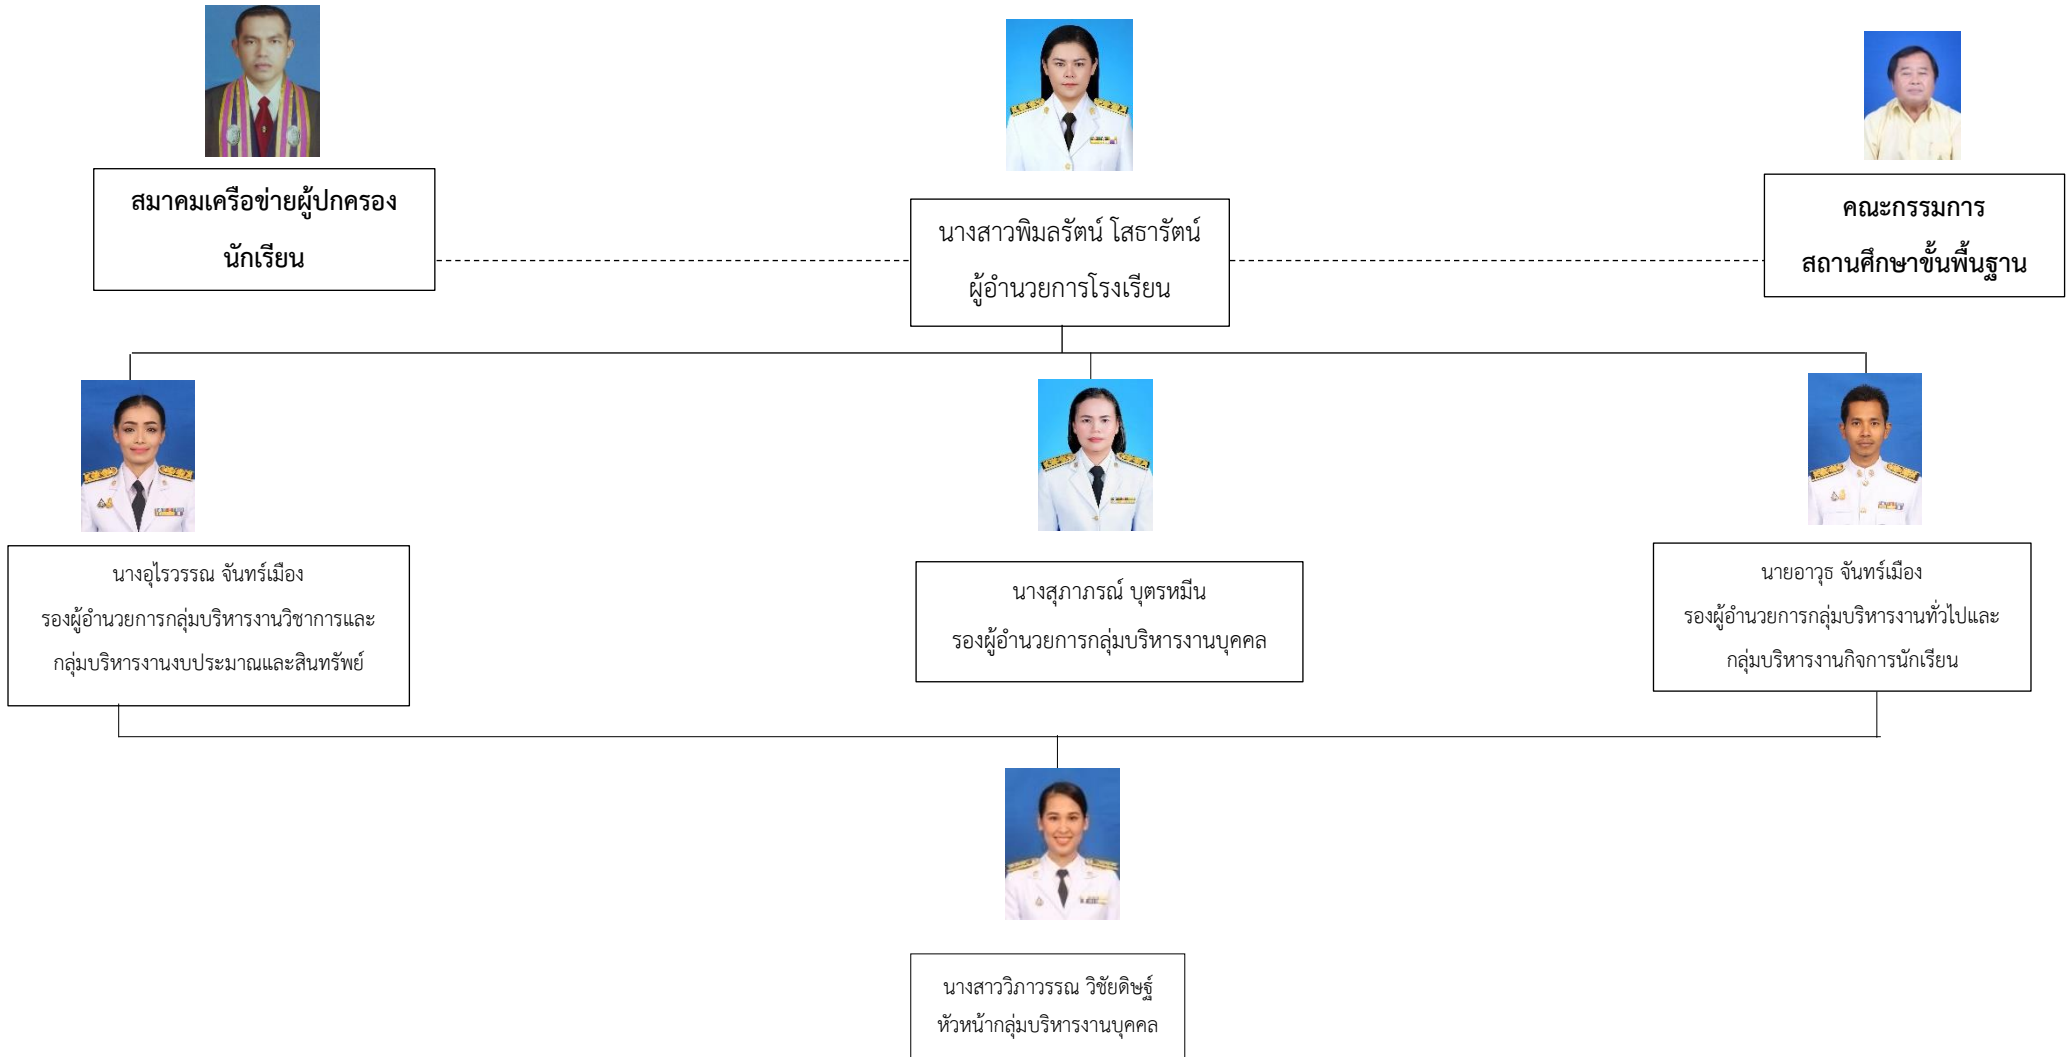 สมาคมเครือข่ายผู้ปกครอง
นักเรียน
นางสาวพิมลรัตน์ โสธารัตน์
ผู้อำนวยการโรงเรียน
คณะกรรมการ
สถานศึกษาขั้นพื้นฐาน
นางอุไรวรรณ จันทร์เมือง
รองผู้อำนวยการกลุ่มบริหารงานวิชาการและ
กลุ่มบริหารงานงบประมาณและสินทรัพย์
นางสุภาภรณ์ บุตรหมีน
รองผู้อำนวยการกลุ่มบริหารงานบุคคล
นายอาวุธ จันทร์เมือง
รองผู้อำนวยการกลุ่มบริหารงานทั่วไปและ
กลุ่มบริหารงานกิจการนักเรียน
นางสาววิภาวรรณ วิชัยดิษฐ์
หัวหน้ากลุ่มบริหารงานบุคคล